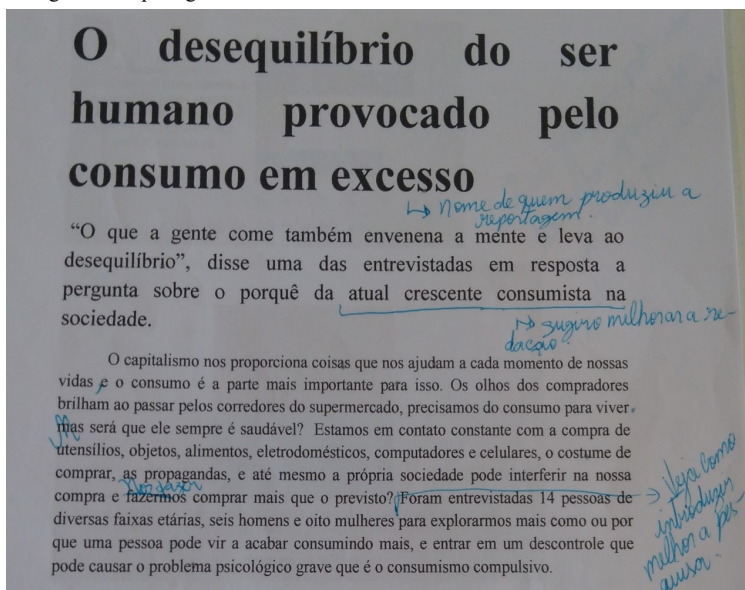 O desequilíbrio do ser
humano provocado pelo
consumo em excesso
↳ Nome de quem produziu a
reportagem.
“O que a gente come também envenena a mente e leva ao
desequilíbrio”, disse uma das entrevistadas em resposta a
pergunta sobre o porquê da atual crescente consumista na
sociedade.
↳ sugiro melhorar a re-
dação.
O capitalismo nos proporciona coisas que nos ajudam a cada momento de nossas
vidas, e o consumo é a parte mais importante para isso. Os olhos dos compradores
brilham ao passar pelos corredores do supermercado, precisamos do consumo para viver.
M
mas será que ele sempre é saudável? Estamos em contato constante com a compra de
utensílios, objetos, alimentos, eletrodomésticos, computadores e celulares, o costume de
comprar, as propagandas, e até mesmo a própria sociedade pode interferir na nossa
nos fazer
compra e fazermos comprar mais que o previsto? Foram entrevistadas 14 pessoas de
diversas faixas etárias, seis homens e oito mulheres para explorarmos mais como ou por
que uma pessoa pode vir a acabar consumindo mais, e entrar em um descontrole que
pode causar o problema psicológico grave que é o consumismo compulsivo.
→ Veja como
introduzir
melhor a pes-
quisa.